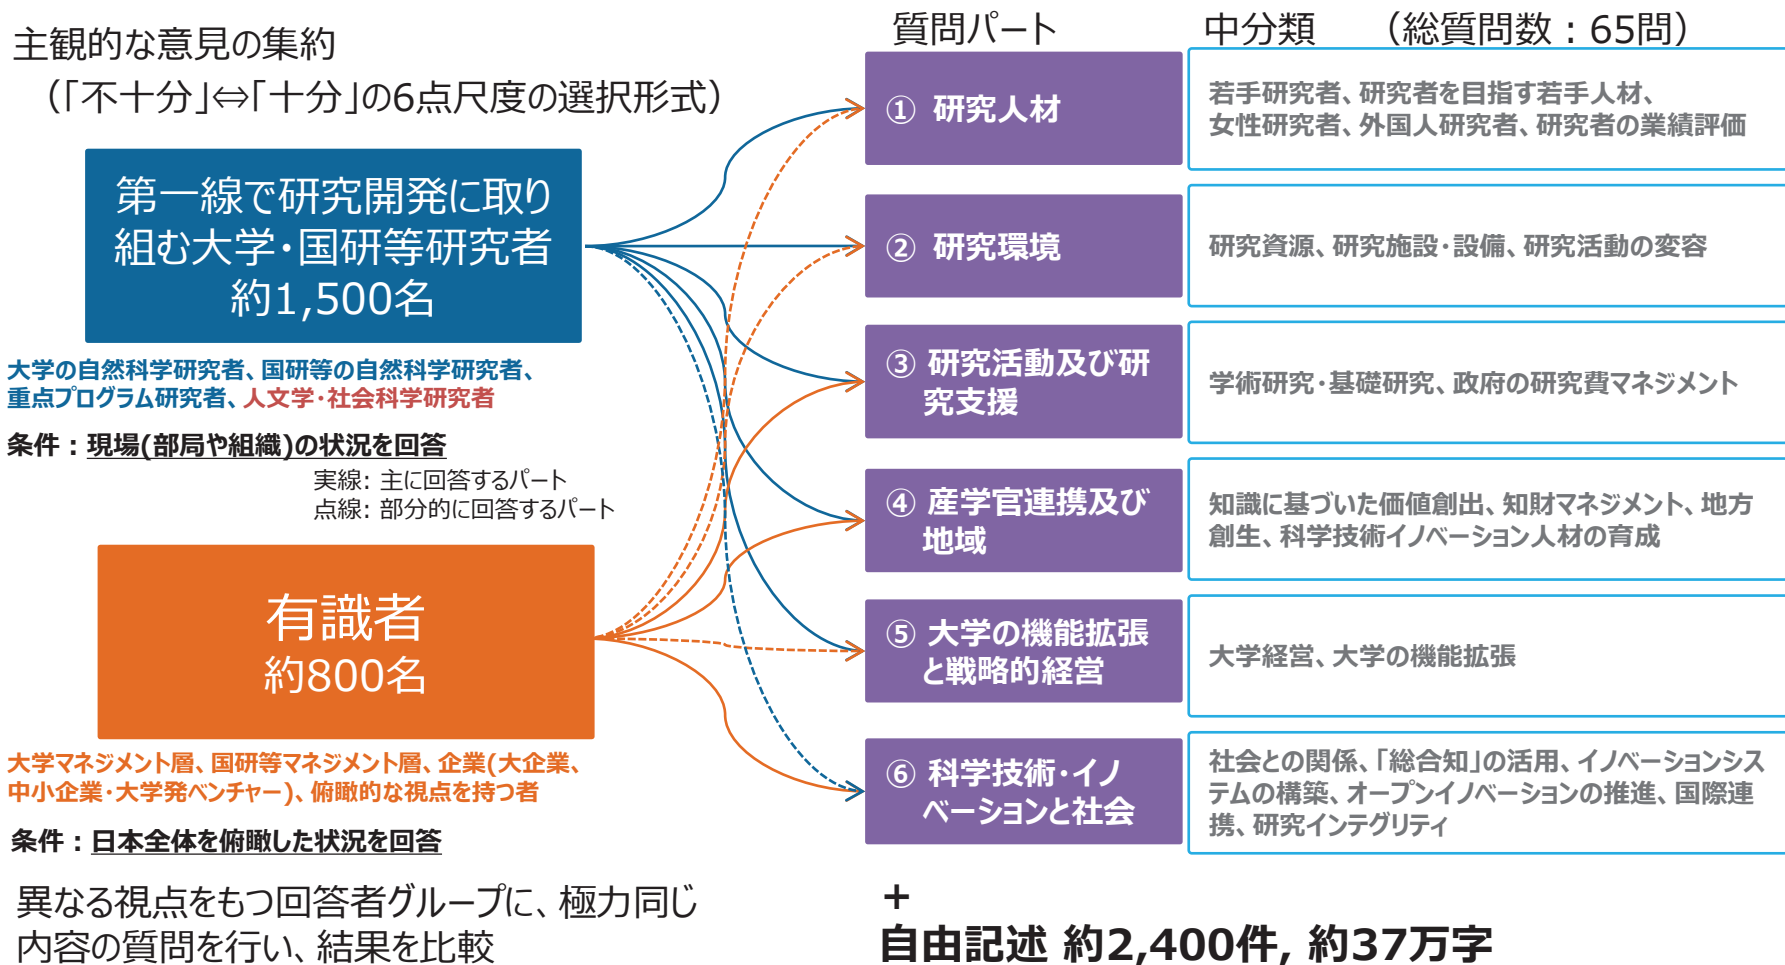 主観的な意見の集約
（｢不十分｣⇔｢十分｣の6点尺度の選択形式）
第一線で研究開発に取り
組む大学・国研等研究者
約1,500名
大学の自然科学研究者、国研等の自然科学研究者、
重点プログラム研究者、人文学・社会科学研究者
条件：現場(部局や組織)の状況を回答
実線: 主に回答するパート
点線: 部分的に回答するパート
有識者
約800名
大学マネジメント層、国研等マネジメント層、企業(大企業、
中小企業・大学発ベンチャー)、俯瞰的な視点を持つ者
条件：日本全体を俯瞰した状況を回答
異なる視点をもつ回答者グループに、極力同じ
内容の質問を行い、結果を比較
質問パート
中分類　（総質問数：65問）
① 研究人材
若手研究者、研究者を目指す若手人材、
女性研究者、外国人研究者、研究者の業績評価
② 研究環境
研究資源、研究施設・設備、研究活動の変容
③ 研究活動及び研
究支援
学術研究・基礎研究、政府の研究費マネジメント
④ 産学官連携及び
地域
知識に基づいた価値創出、知財マネジメント、地方
創生、科学技術イノベーション人材の育成
⑤ 大学の機能拡張
と戦略的経営
大学経営、大学の機能拡張
⑥ 科学技術・イノ
ベーションと社会
社会との関係、｢総合知｣の活用、イノベーションシス
テムの構築、オープンイノベーションの推進、国際連
携、研究インテグリティ
+
自由記述 約2,400件, 約37万字